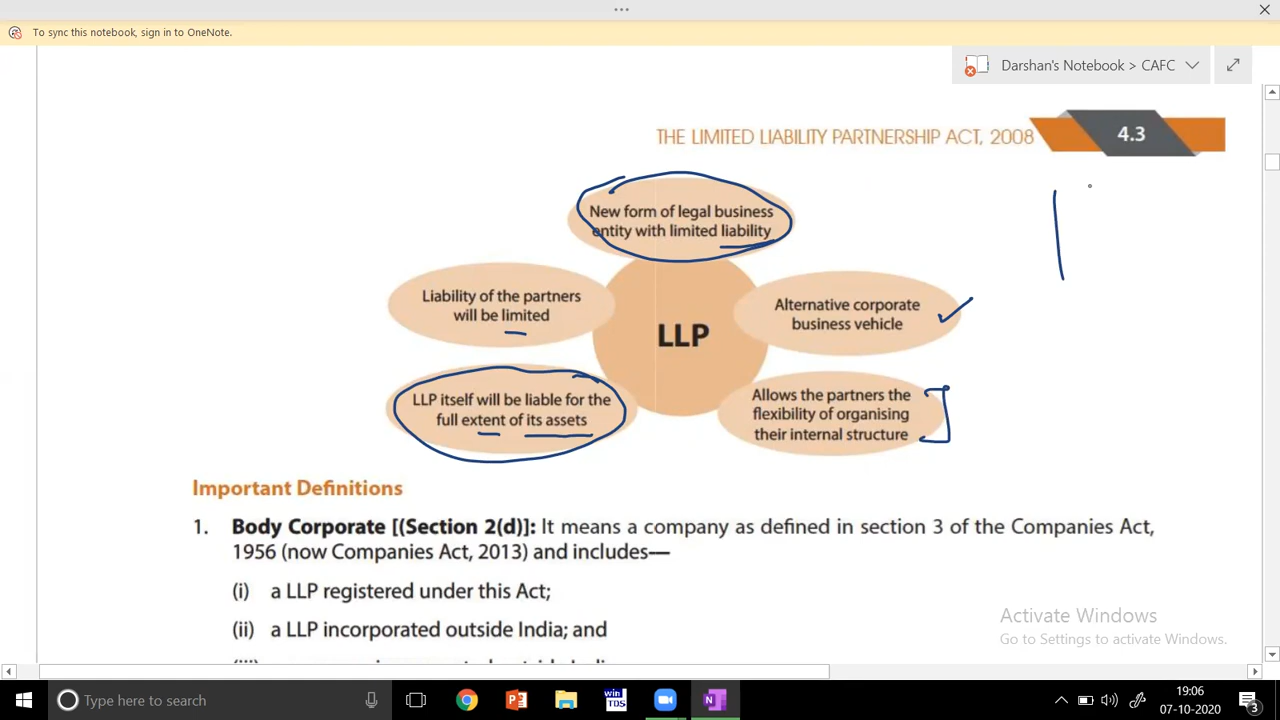 To sync this notebook, sign in to OneNote.
Darshan's Notebook > CAFC
THE LIMITED LIABILITY PARTNERSHIP ACT, 2008
4.3
New form of legal business
entity with limited liability
Liability of the partners
will be limited
Alternative corporate
business vehicle
LLP
LLP itself will be liable for the
full extent of its assets
Allows the partners the
flexibility of organising
their internal structure
Important Definitions
1. Body Corporate [(Section 2(d)]: It means a company as defined in section 3 of the Companies Act,
1956 (now Companies Act, 2013) and includes—
(i) a LLP registered under this Act;
(ii) a LLP incorporated outside India; and
Activate Windows
Go to Settings to activate Windows.
Type here to search
win
TDS
19:06
07-10-2020
3